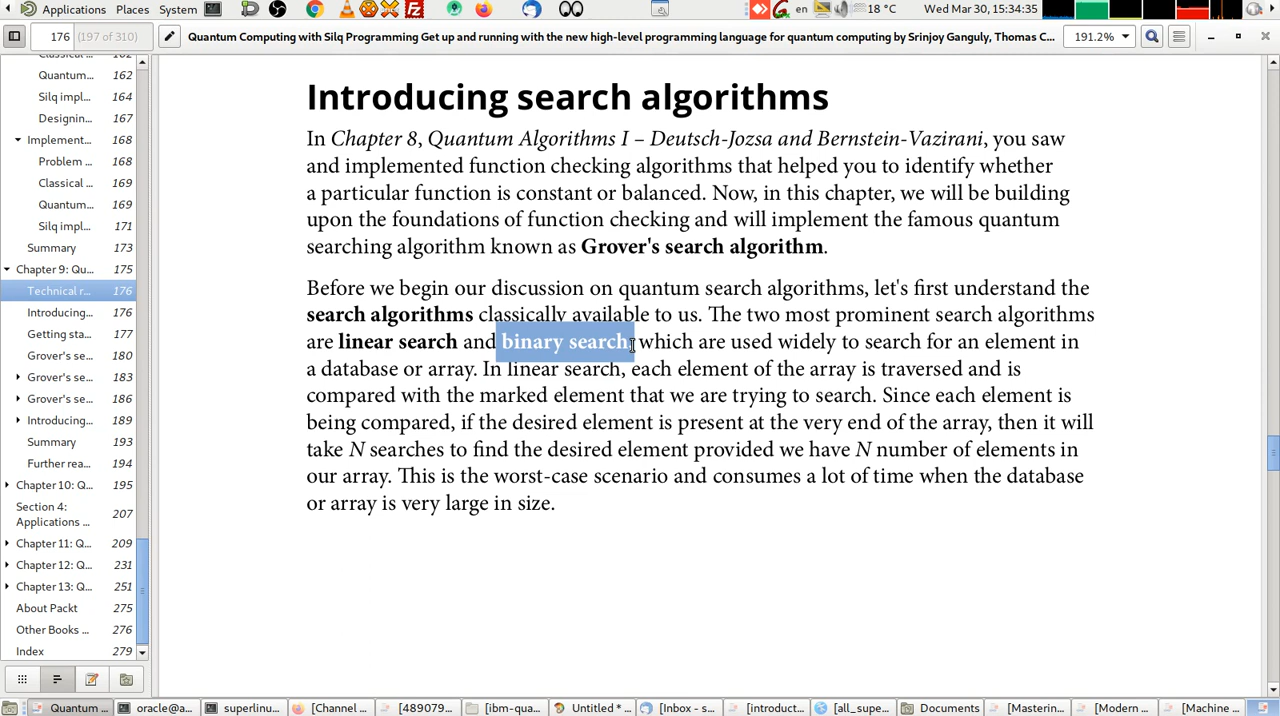 Applications Places System en 18 °C Wed Mar 30, 15:34:35
176 (197 of 310) Quantum Computing with Silq Programming Get up and running with the new high-level programming language for quantum computing by Srinjoy Ganguly, Thomas C... 191.2%
Quantum... 162
Silq impl... 164
Designin... 167
Implement... 168
Problem ... 168
Classical ... 169
Quantum... 169
Silq impl... 171
Summary 173
Chapter 9: Qu... 175
Technical r... 176
Introducing... 176
Getting sta... 177
Grover's se... 180
Grover's se... 183
Grover's se... 186
Introducing... 189
Summary 193
Further rea... 194
Chapter 10: Q... 195
Section 4:
Applications ... 207
Chapter 11: Q... 209
Chapter 12: Q... 231
Chapter 13: Q... 251
About Packt 275
Other Books ... 276
Index 279
Introducing search algorithms
In Chapter 8, Quantum Algorithms I – Deutsch-Jozsa and Bernstein-Vazirani, you saw
and implemented function checking algorithms that helped you to identify whether
a particular function is constant or balanced. Now, in this chapter, we will be building
upon the foundations of function checking and will implement the famous quantum
searching algorithm known as Grover's search algorithm.
Before we begin our discussion on quantum search algorithms, let's first understand the
search algorithms classically available to us. The two most prominent search algorithms
are linear search and binary search, which are used widely to search for an element in
a database or array. In linear search, each element of the array is traversed and is
compared with the marked element that we are trying to search. Since each element is
being compared, if the desired element is present at the very end of the array, then it will
take N searches to find the desired element provided we have N number of elements in
our array. This is the worst-case scenario and consumes a lot of time when the database
or array is very large in size.
Quantum ... oracle@a... superlinu... [Channel ... [489079... [ibm-qua... Untitled *... [Inbox - s... [introduct... [all_supe... Documents [Masterin... [Modern ... [Machine ...